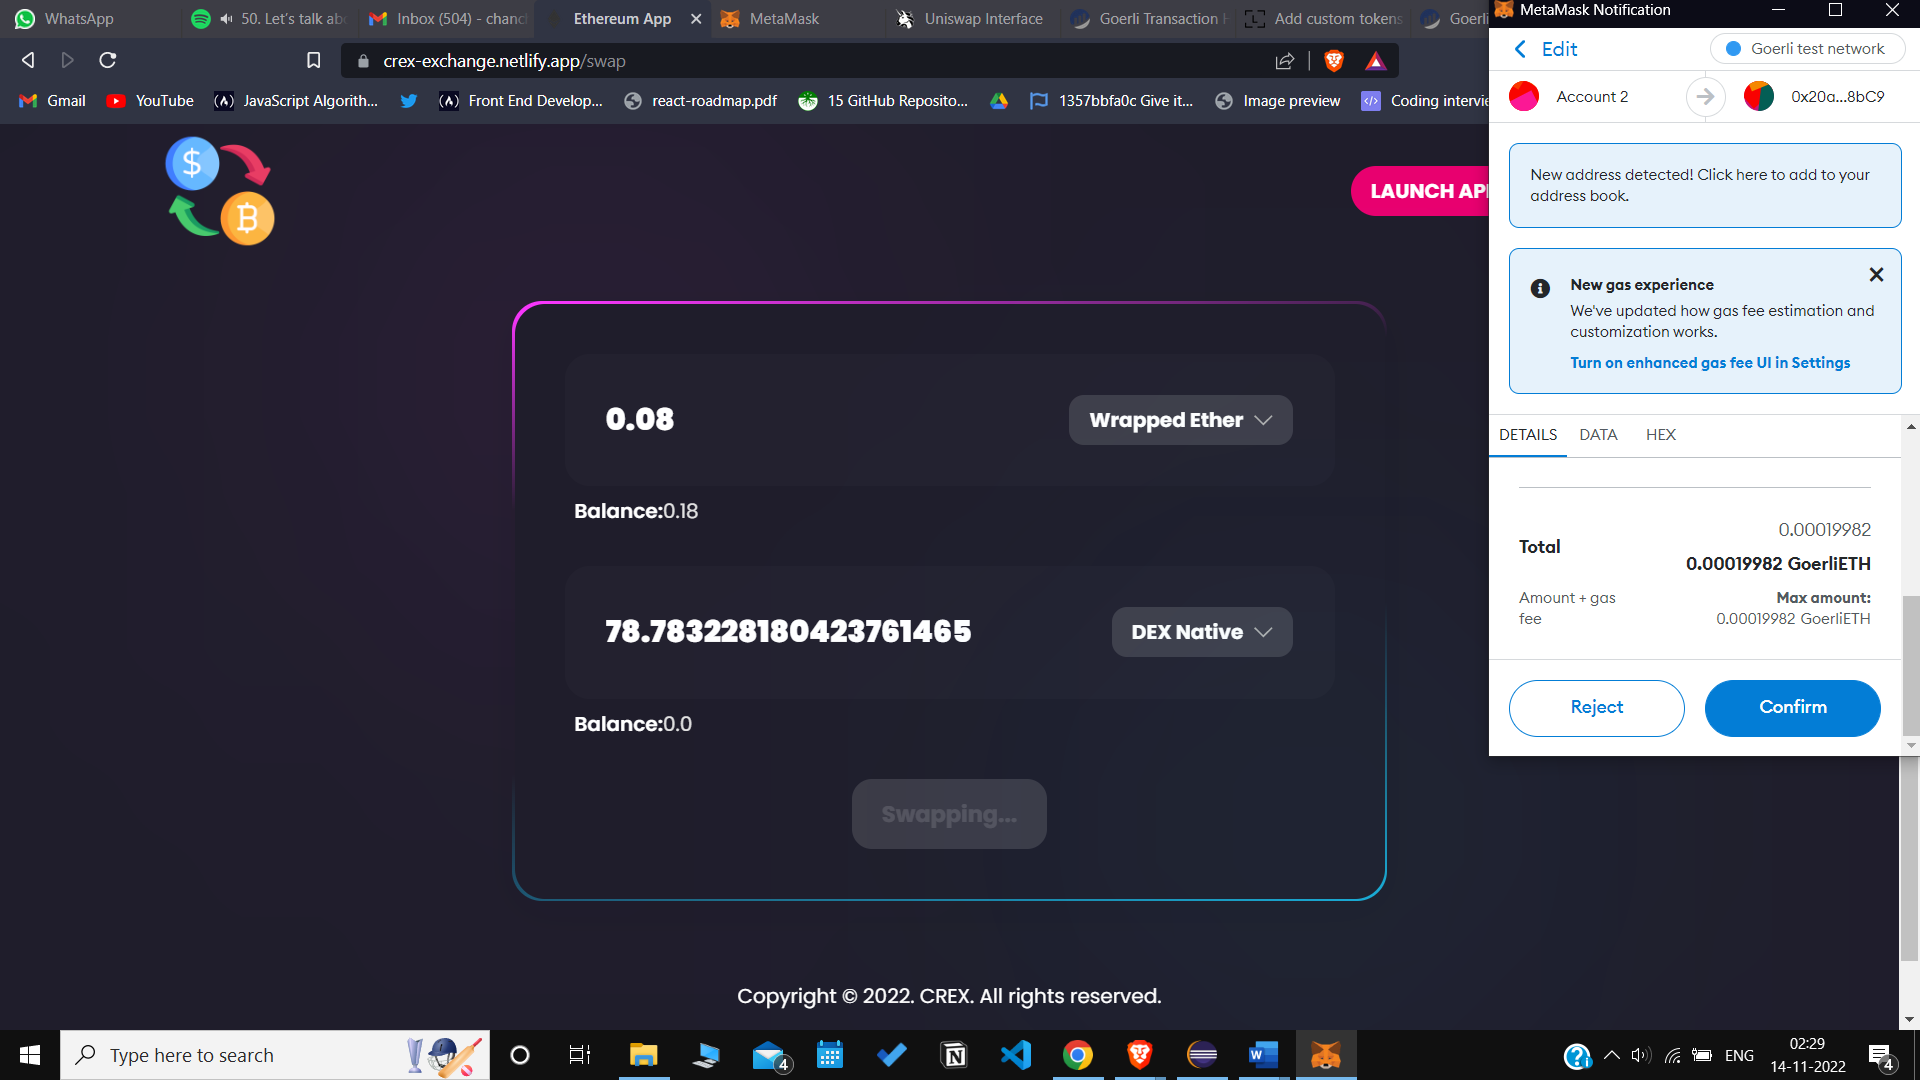 WhatsApp
50. Let's talk abo
Inbox (504) - chanc
Ethereum App
MetaMask
Uniswap Interface
Goerli Transaction H
Add custom tokens
Goerli
crex-exchange.netlify.app/swap
Gmail
YouTube
JavaScript Algorith...
Front End Develop...
react-roadmap.pdf
15 GitHub Reposito...
1357bbfa0c Give it...
Image preview
Coding intervie
LAUNCH AP
0.08
Wrapped Ether
Balance:0.18
78.783228180423761465
DEX Native
Balance:0.0
Swapping...
Copyright © 2022. CREX. All rights reserved.
MetaMask Notification
Edit
Goerli test network
Account 2
0x20a...8bC9
New address detected! Click here to add to your
address book.
New gas experience
We've updated how gas fee estimation and
customization works.
Turn on enhanced gas fee UI in Settings
DETAILS
DATA
HEX
0.00019982
Total
0.00019982 GoerliETH
Amount + gas
fee
Max amount:
0.00019982 GoerliETH
Reject
Confirm
Type here to search
4
ENG
02:29
14-11-2022
4